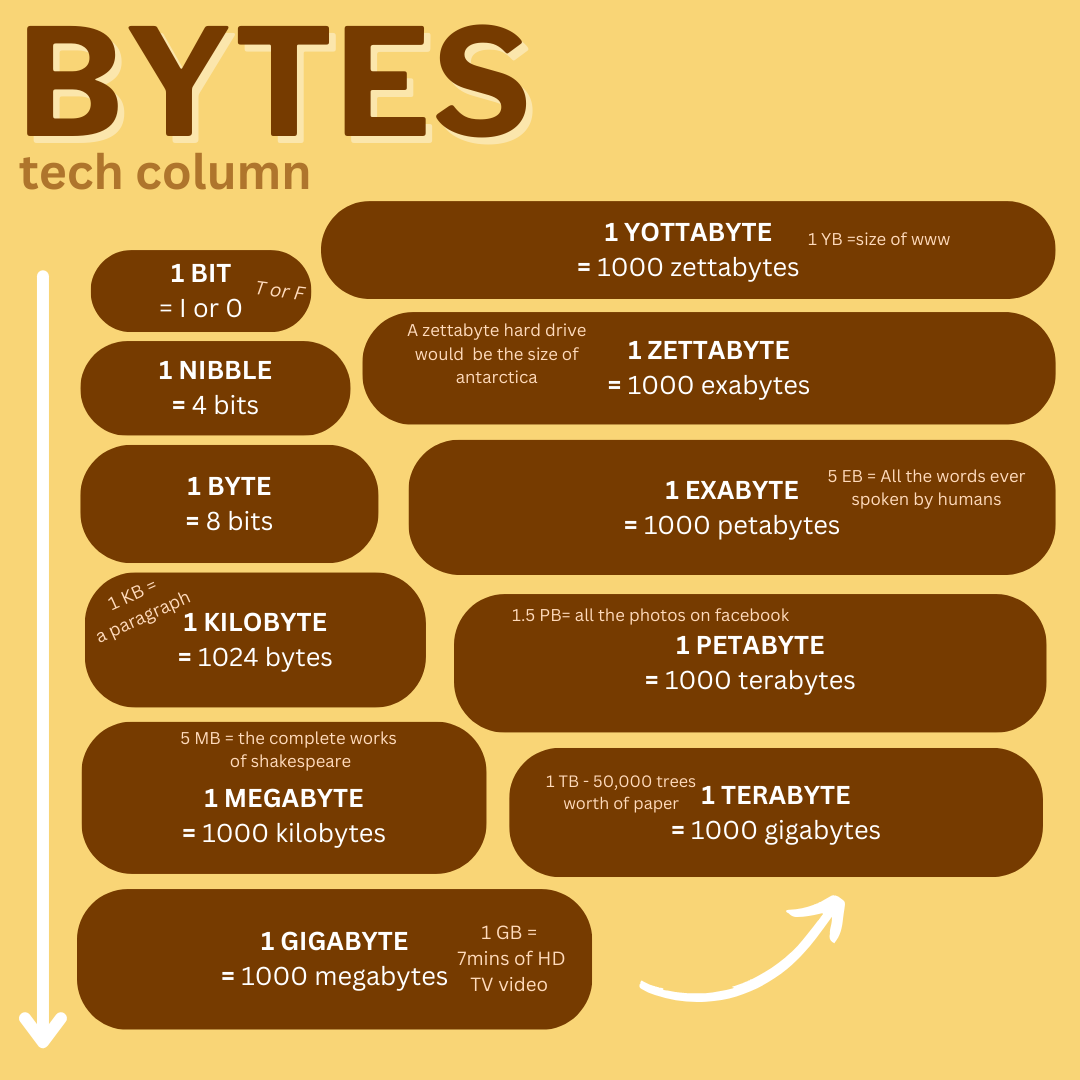 BYTES
tech column
1 BIT
= I or 0
T or F
1 NIBBLE
= 4 bits
1 BYTE
= 8 bits
1 KB =
a paragraph
1 KILOBYTE
= 1024 bytes
5 MB = the complete works
of shakespeare
1 MEGABYTE
= 1000 kilobytes
1 GIGABYTE
= 1000 megabytes
1 GB =
7mins of HD
TV video
1 TB - 50,000 trees
worth of paper
1 TERABYTE
= 1000 gigabytes
1.5 PB= all the photos on facebook
1 PETABYTE
= 1000 terabytes
1 EXABYTE
= 1000 petabytes
5 EB = All the words ever
spoken by humans
A zettabyte hard drive
would  be the size of
antarctica
1 ZETTABYTE
= 1000 exabytes
1 YOTTABYTE
= 1000 zettabytes
1 YB =size of www